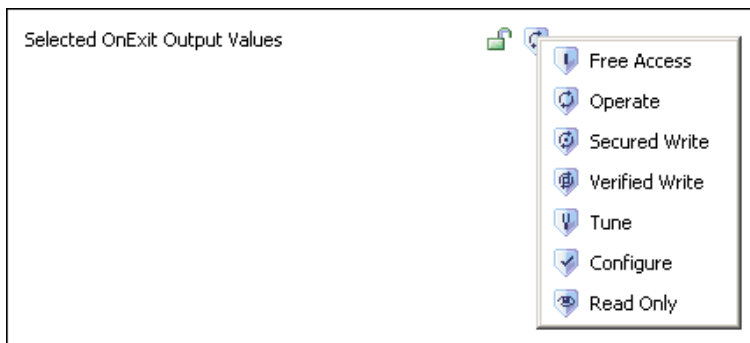 Selected OnExit Output Values
Free Access
Operate
Secured Write
Verified Write
Tune
Configure
Read Only